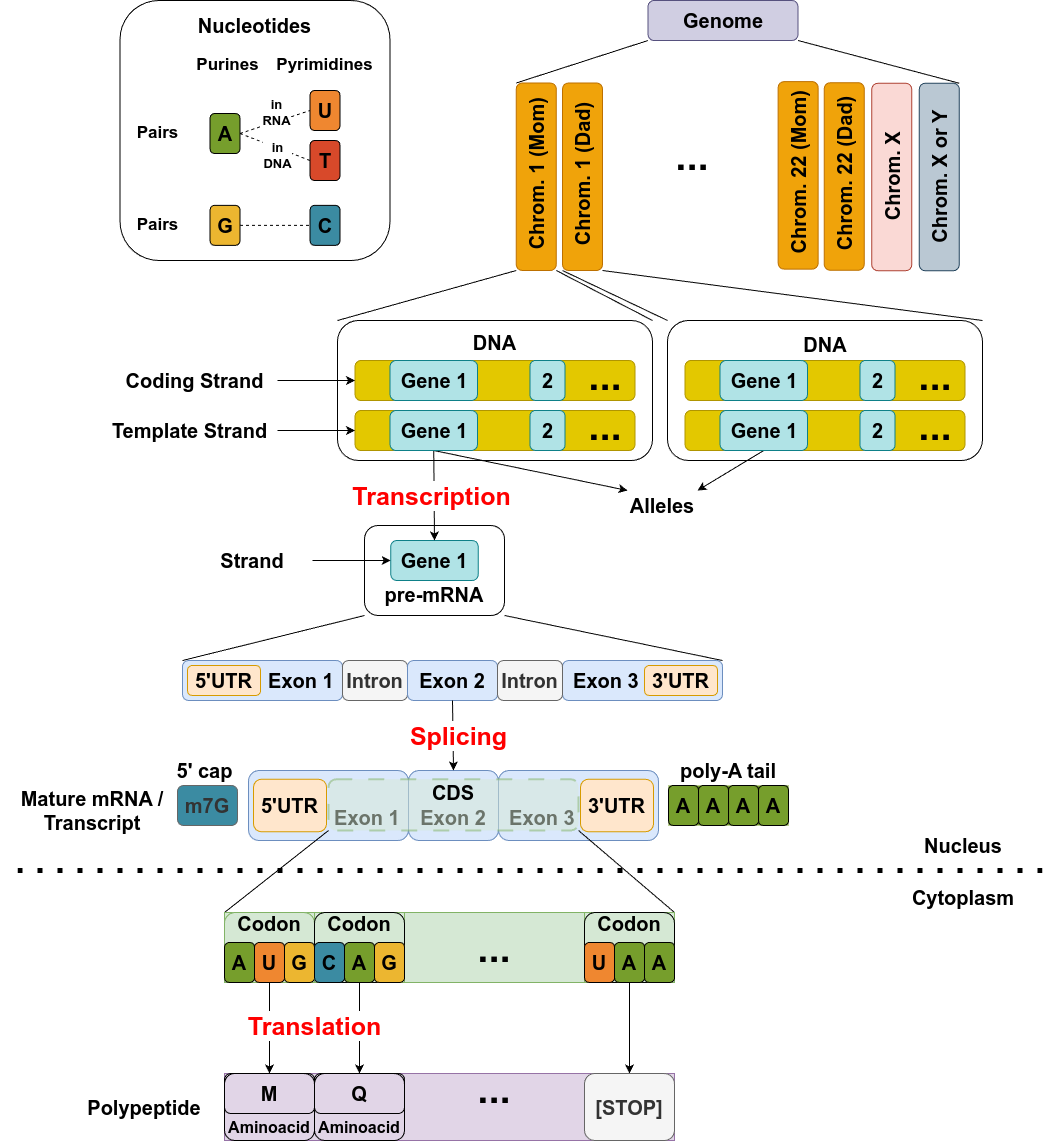 Nucleotides
Purines Pyrimidines
Pairs A in RNA U
in DNA T
Pairs G C
Genome
Chrom. 1 (Mom)
Chrom. 1 (Dad)
...
Chrom. 22 (Mom)
Chrom. 22 (Dad)
Chrom. X
Chrom. X or Y
DNA
DNA
Coding Strand Gene 1 2 ... Gene 1 2 ...
Template Strand Gene 1 2 ... Gene 1 2 ...
Transcription
Alleles
Strand Gene 1
pre-mRNA
5'UTR Exon 1 Intron Exon 2 Intron Exon 3 3'UTR
Splicing
5' cap
poly-A tail
Mature mRNA /
Transcript
m7G
5'UTR CDS 3'UTR
Exon 1 Exon 2 Exon 3
A A A A
Nucleus
Cytoplasm
Codon Codon Codon
A U G C A G ... U A A
Translation
Polypeptide
M Q ... [STOP]
Aminoacid Aminoacid